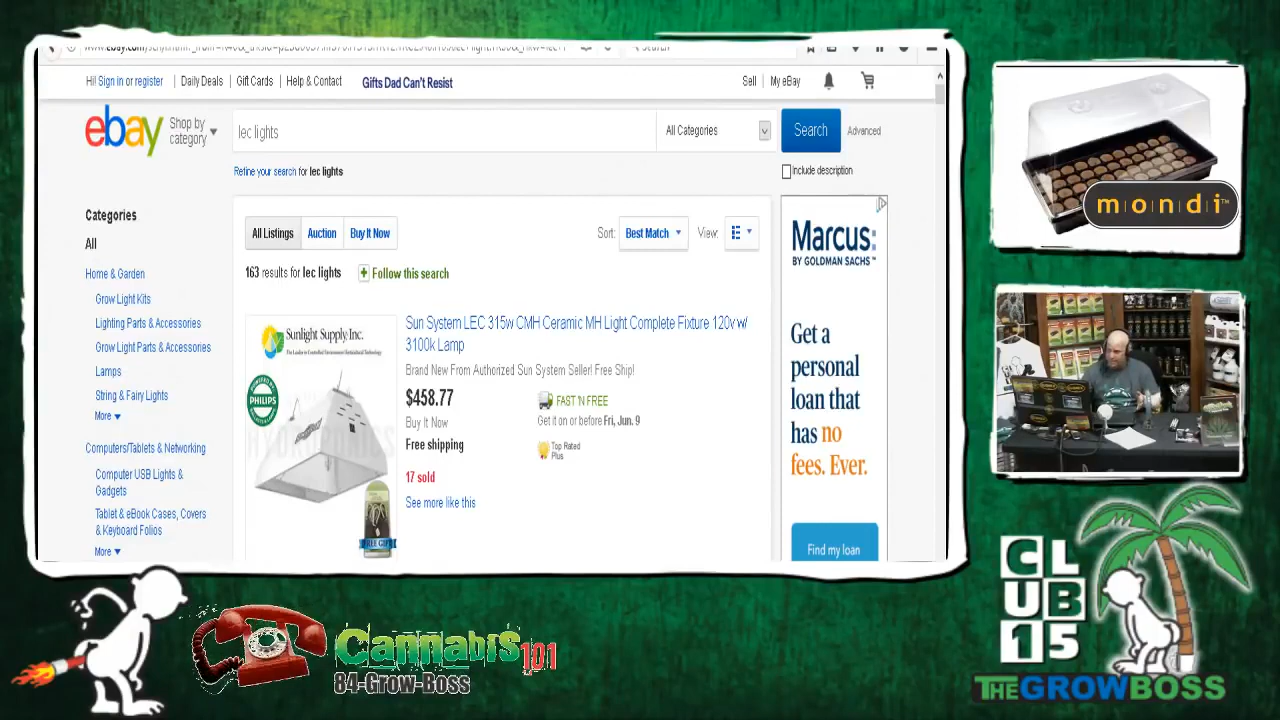 Hi! Sign in or register
Daily Deals
Gift Cards
Help & Contact
Gifts Dad Can't Resist
Sell
My eBay
ebay
Shop by
category
lec lights
All Categories
Search
Advanced
Refine your search for lec lights
Include description
Categories
All
Home & Garden
Grow Light Kits
Lighting Parts & Accessories
Grow Light Parts & Accessories
Lamps
String & Fairy Lights
More
Computers/Tablets & Networking
Computer USB Lights &
Gadgets
Tablet & eBook Cases, Covers
& Keyboard Folios
More
All Listings
Auction
Buy It Now
Sort:
Best Match
View:
163 results for lec lights
Follow this search
Sunlight Supply, Inc.
PHILIPS
FREE GIFT
Sun System LEC 315w CMH Ceramic MH Light Complete Fixture 120v w/
3100k Lamp
Brand New From Authorized Sun System Seller! Free Ship!
$458.77
Buy It Now
Free shipping
17 sold
See more like this
FAST 'N FREE
Get it on or before Fri, Jun. 9
Top Rated
Plus
Marcus:
BY GOLDMAN SACHS™
Get a
personal
loan that
has no
fees. Ever.
Find my loan
mondi™
CLUB 15
THEGROWBOSS
Cannabis 101
84-Grow-Boss